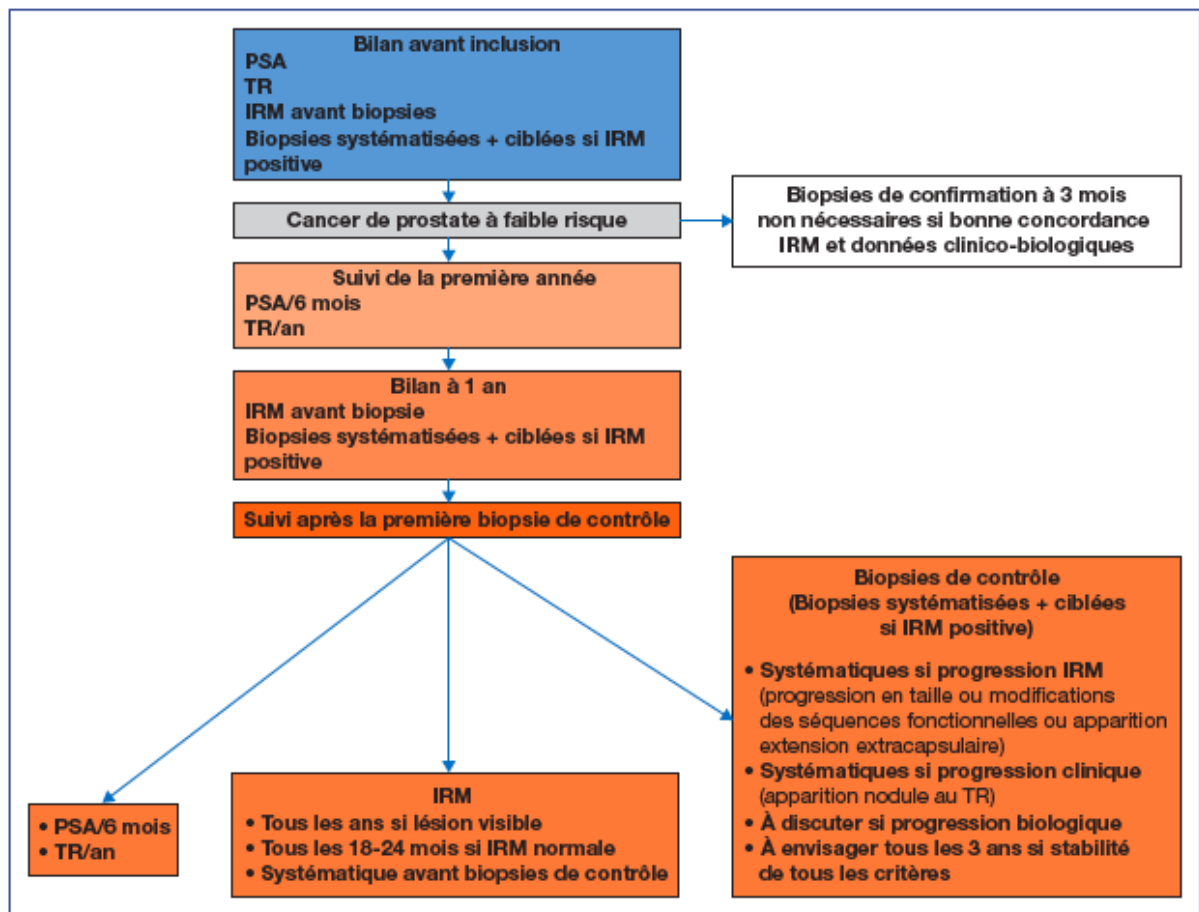 Bilan avant inclusion
PSA
TR
IRM avant biopsies
Biopsies systématisées + ciblées si IRM
positive
Cancer de prostate à faible risque
Biopsies de confirmation à 3 mois
non nécessaires si bonne concordance
IRM et données clinico-biologiques
Suivi de la première année
PSA/6 mois
TR/an
Bilan à 1 an
IRM avant biopsie
Biopsies systématisées + ciblées si IRM
positive
Suivi après la première biopsie de contrôle
• PSA/6 mois
• TR/an
IRM
• Tous les ans si lésion visible
• Tous les 18-24 mois si IRM normale
• Systématique avant biopsies de contrôle
Biopsies de contrôle
(Biopsies systématisées + ciblées
si IRM positive)
• Systématiques si progression IRM
(progression en taille ou modifications
des séquences fonctionnelles ou apparition
extension extracapsulaire)
• Systématiques si progression clinique
(apparition nodule au TR)
• À discuter si progression biologique
• À envisager tous les 3 ans si stabilité
de tous les critères